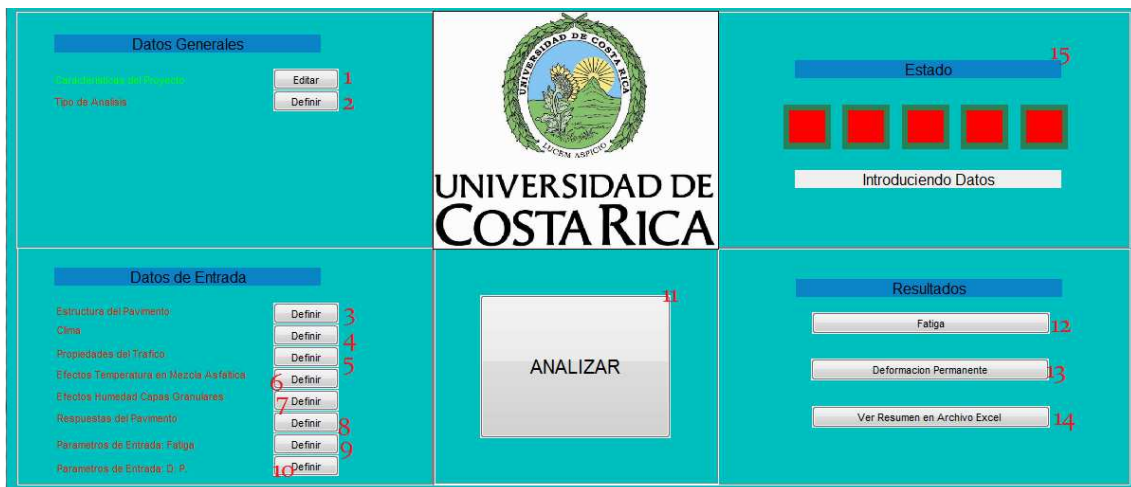 Datos Generales
Caracteristicas del Proyecto
Editar
1
Tipo de Analisis
Definir
2
UNIVERSIDAD DE COSTA RICA
LUCEM ASPICIO
UNIVERSIDAD DE
COSTA RICA
15
Estado
Introduciendo Datos
Datos de Entrada
Estructura del Pavimento
Definir
3
Clima
Definir
4
Propiedades del Trafico
Definir
5
Efectos Temperatura en Mezcla Asfaltica
6
Definir
Efectos Humedad Capas Granulares
7
Definir
Respuestas del Pavimento
Definir
8
Parametros de Entrada: Fatiga
Definir
9
Parametros de Entrada: D. P.
10
Definir
11
ANALIZAR
Resultados
Fatiga
12
Deformacion Permanente
13
Ver Resumen en Archivo Excel
14